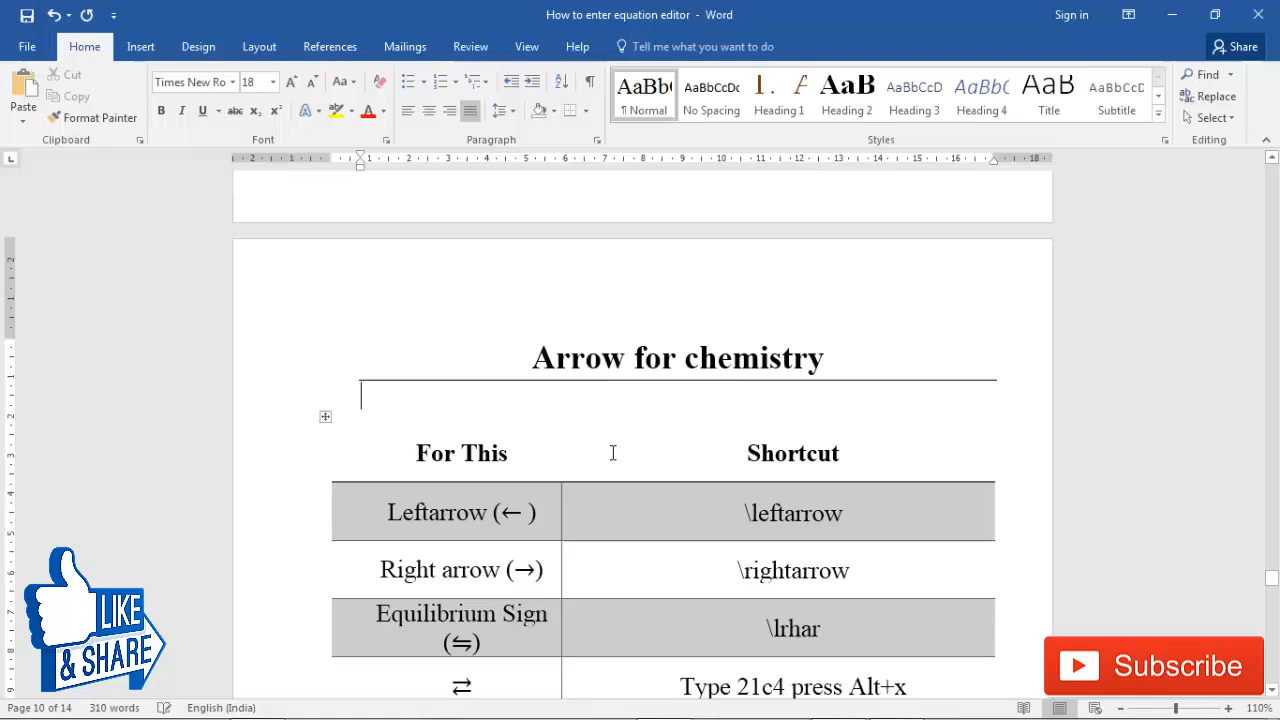 How to enter equation editor - Word
Sign in
File Home Insert Design Layout References Mailings Review View Help Tell me what you want to do Share
Paste
Cut
Copy
Format Painter
Clipboard
Times New Ro 18
Font
Paragraph
AaBb( AaBbCcDc 1. A AaB AaBbCcD AaBbC( AaB AaBbCcD
¶ Normal No Spacing Heading 1 Heading 2 Heading 3 Heading 4 Title Subtitle
Styles
Find
Replace
Select
Editing
Arrow for chemistry
For This Shortcut
Leftarrow (← ) \leftarrow
Right arrow (→) \rightarrow
Equilibrium Sign
(⇋) \lrhar
⇄ Type 21c4 press Alt+x
LIKE
& SHARE
Subscribe
Page 10 of 14 310 words English (India) 110%